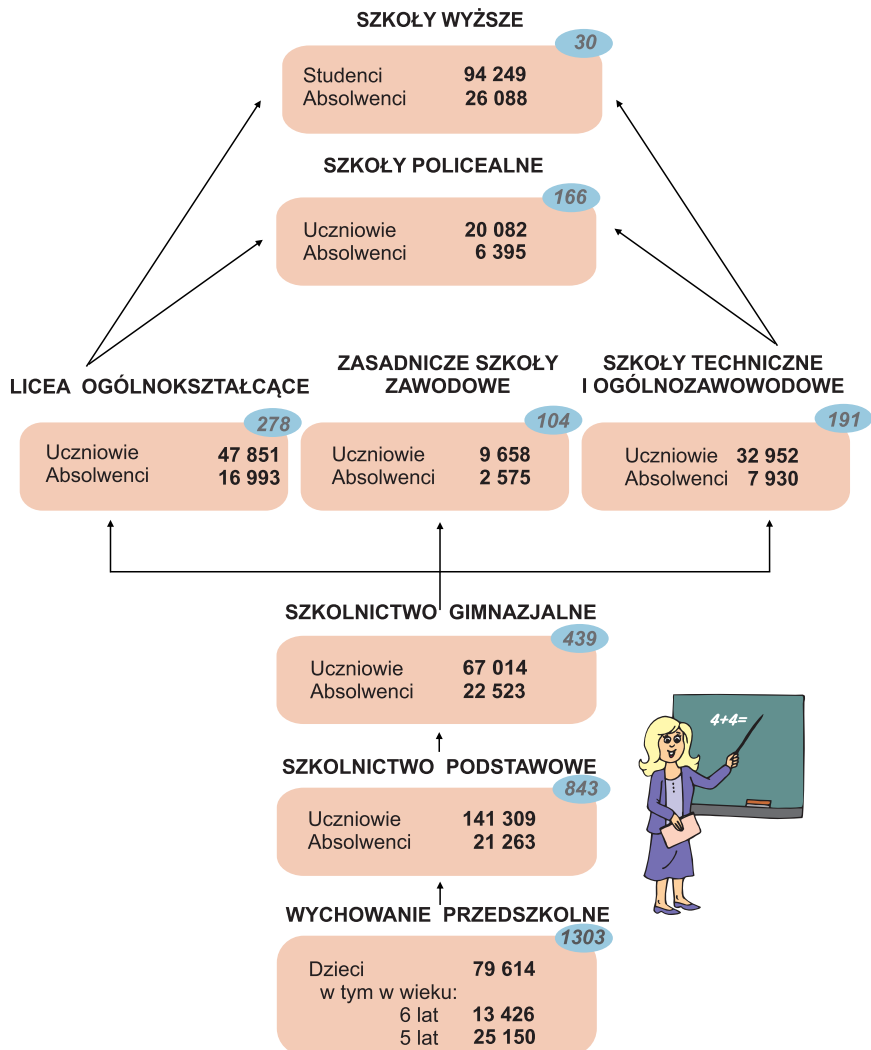 SZKOŁY WYŻSZE
30
Studenci 94 249
Absolwenci 26 088
SZKOŁY POLICEALNE
166
Uczniowie 20 082
Absolwenci 6 395
LICEA OGÓLNOKSZTAŁCĄCE
278
Uczniowie 47 851
Absolwenci 16 993
ZASADNICZE SZKOŁY
ZAWODOWE
104
Uczniowie 9 658
Absolwenci 2 575
SZKOŁY TECHNICZNE
I OGÓLNOZAWOWODOWE
191
Uczniowie 32 952
Absolwenci 7 930
SZKOLNICTWO GIMNAZJALNE
439
Uczniowie 67 014
Absolwenci 22 523
4+4=
SZKOLNICTWO PODSTAWOWE
843
Uczniowie 141 309
Absolwenci 21 263
WYCHOWANIE PRZEDSZKOLNE
1303
Dzieci 79 614
w tym w wieku:
6 lat 13 426
5 lat 25 150